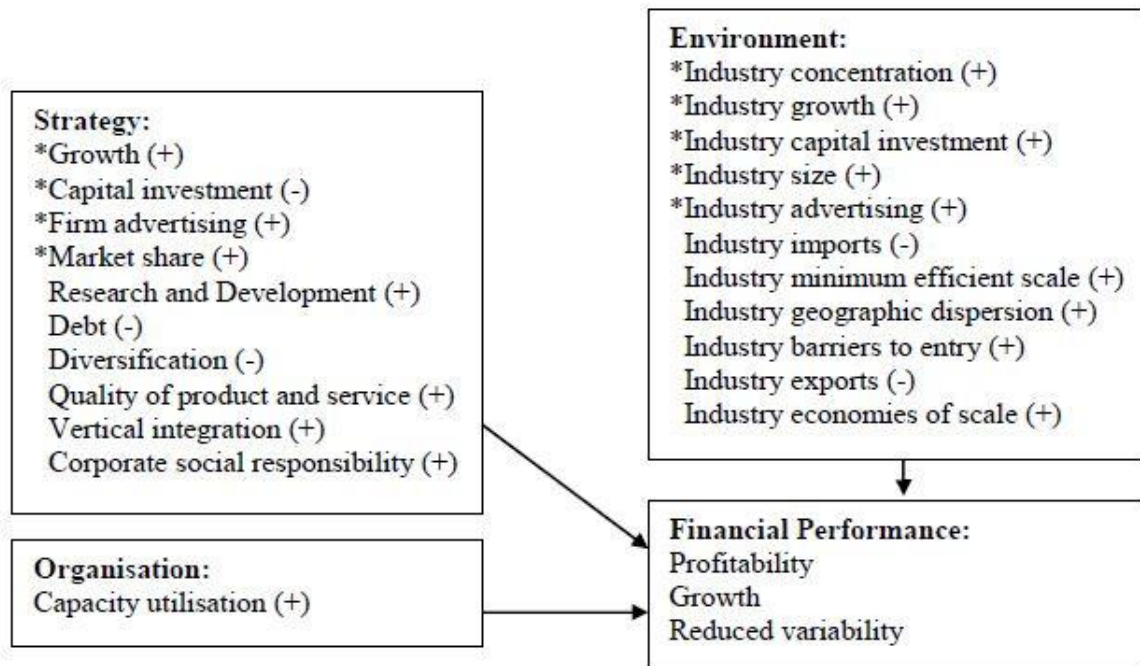 Strategy:
*Growth (+)
*Capital investment (-)
*Firm advertising (+)
*Market share (+)
Research and Development (+)
Debt (-)
Diversification (-)
Quality of product and service (+)
Vertical integration (+)
Corporate social responsibility (+)
Organisation:
Capacity utilisation (+)
Environment:
*Industry concentration (+)
*Industry growth (+)
*Industry capital investment (+)
*Industry size (+)
*Industry advertising (+)
Industry imports (-)
Industry minimum efficient scale (+)
Industry geographic dispersion (+)
Industry barriers to entry (+)
Industry exports (-)
Industry economies of scale (+)
Financial Performance:
Profitability
Growth
Reduced variability